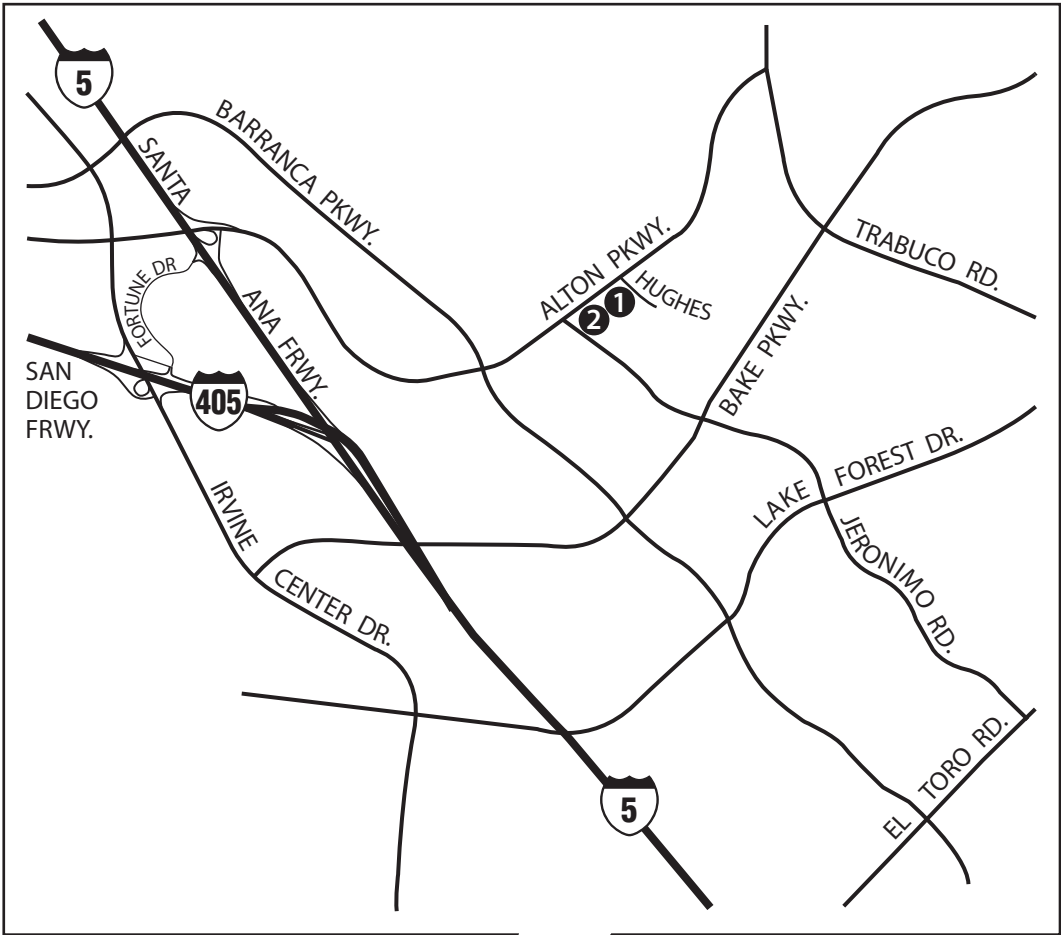 5
BARRANCA PKWY.
SANTA ANA FRWY.
ALTON PKWY.
TRABUCO RD.
FORTUNE DR
HUGHES
1
2
BAKE PKWY.
SAN
DIEGO
FRWY.
405
LAKE FOREST DR.
IRVINE CENTER DR.
JERONIMO RD.
EL TORO RD.
5